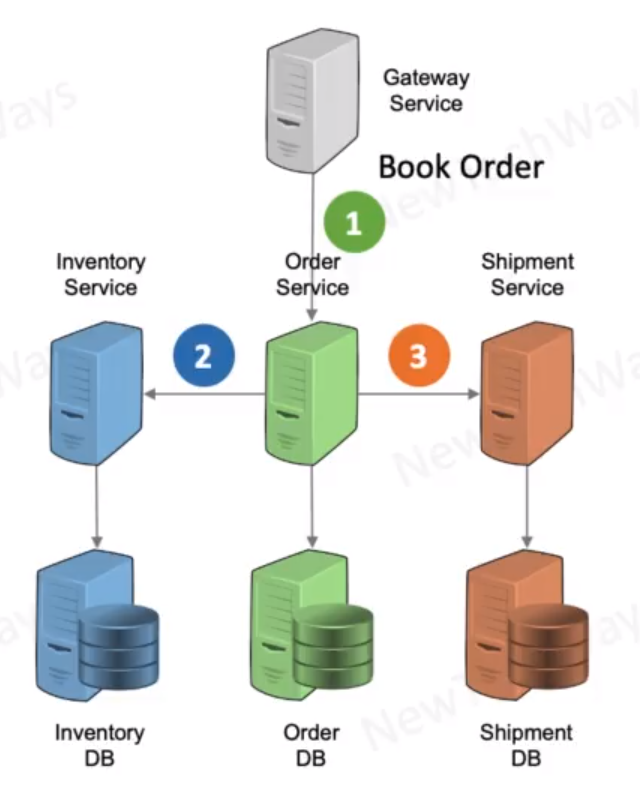 Gateway
Service
Book Order
1
Inventory
Service
Order
Service
Shipment
Service
2
3
Inventory
DB
Order
DB
Shipment
DB
NewTechWays